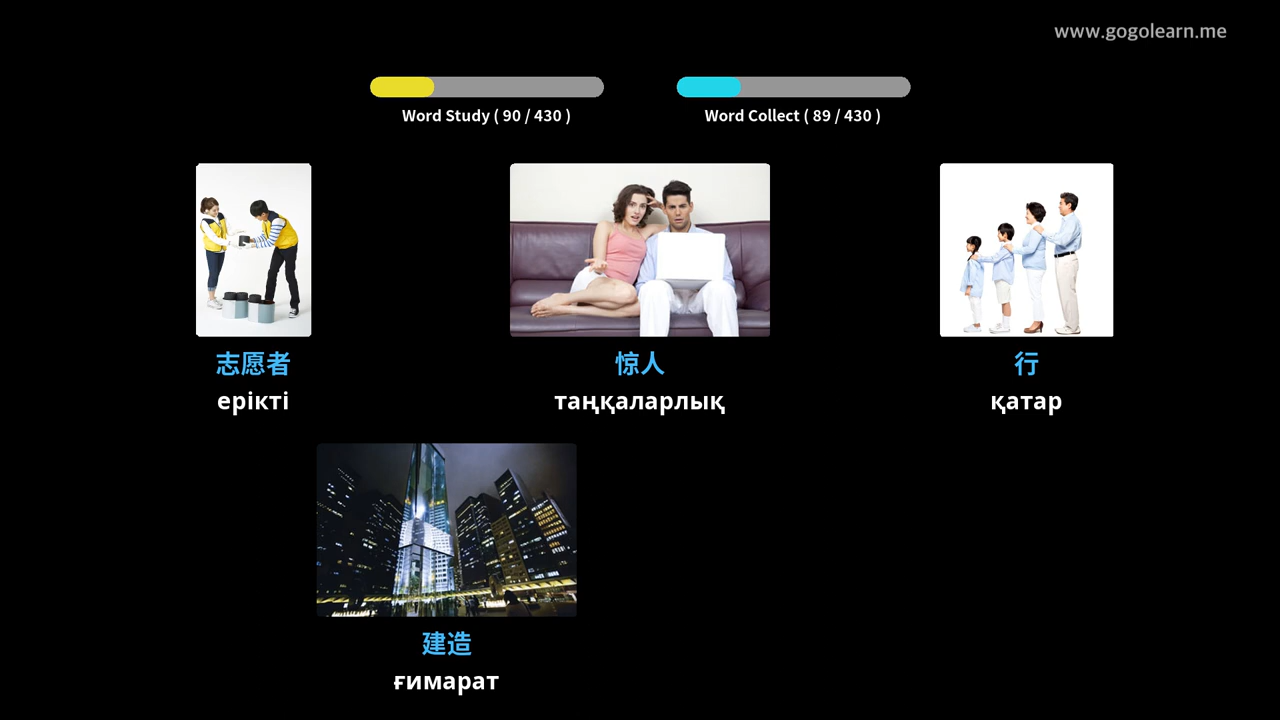 www.gogolearn.me
Word Study ( 90 / 430 )
Word Collect ( 89 / 430 )
志愿者
ерікті
惊人
таңқаларлық
行
қатар
建造
ғимарат